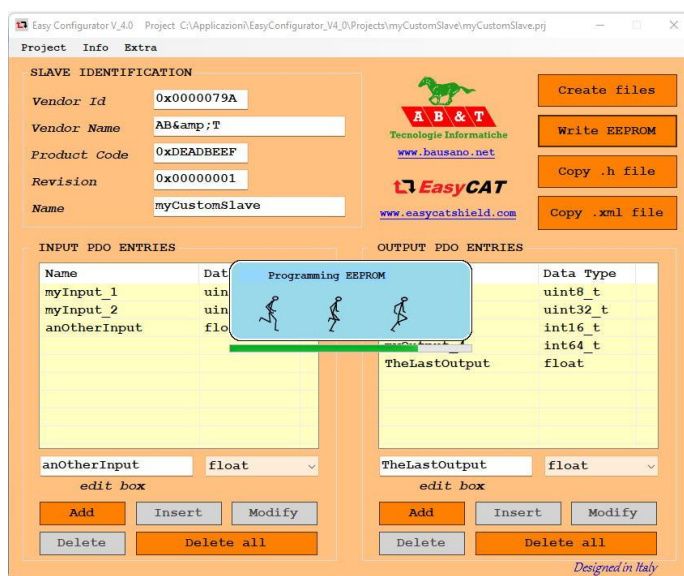 Easy Configurator V_4.0 Project C:\Applicazioni\EasyConfigurator_V4_0\Projects\myCustomSlave\myCustomSlave.prj
Project Info Extra
SLAVE IDENTIFICATION
Vendor Id 0x0000079A
Vendor Name AB&amp;T
Product Code 0xDEADBEEF
Revision 0x00000001
Name myCustomSlave
A B & T
Tecnologie Informatiche
www.bausano.net
EasyCAT
www.easycatshield.com
Create files
Write EEPROM
Copy .h file
Copy .xml file
INPUT PDO ENTRIES
Name Dat
myInput_1 uin
myInput_2 uin
anOtherInput flo
anOtherInput float
edit box
Add Insert Modify
Delete Delete all
Programming EEPROM
OUTPUT PDO ENTRIES
Data Type
uint8_t
uint32_t
int16_t
int64_t
TheLastOutput float
TheLastOutput float
edit box
Add Insert Modify
Delete Delete all
Designed in Italy